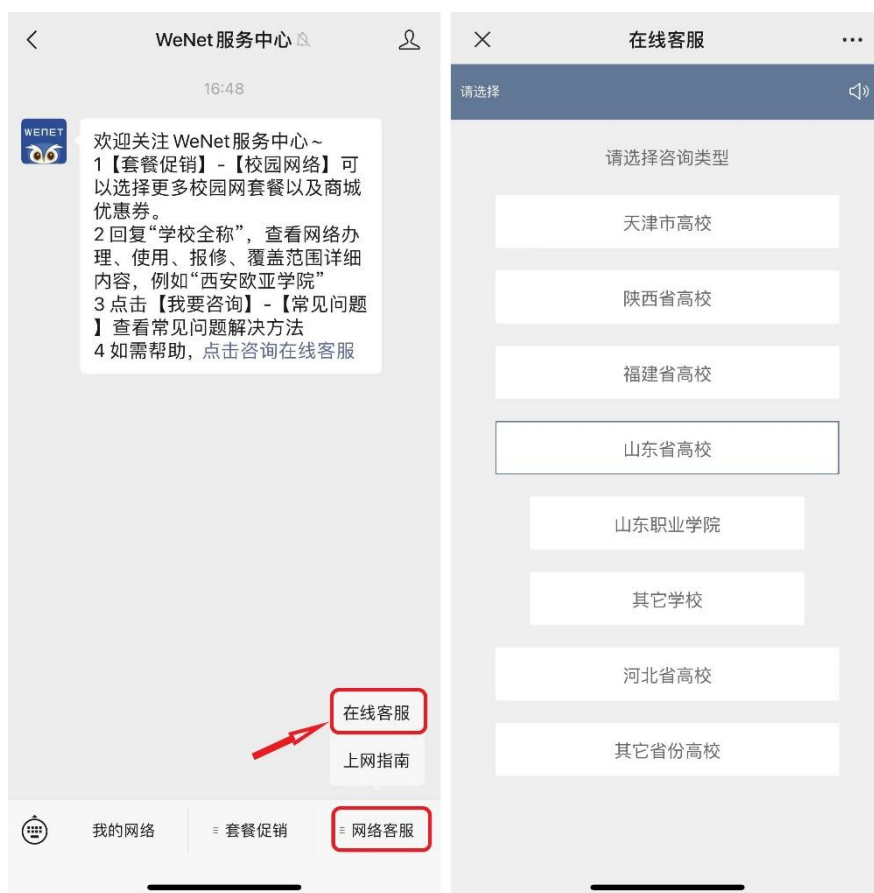 WeNet服务中心
16:48
WENET
欢迎关注 WeNet服务中心~
1【套餐促销】-【校园网络】可
以选择更多校园网套餐以及商城
优惠券。
2 回复“学校全称”，查看网络办
理、使用、报修、覆盖范围详细
内容，例如“西安欧亚学院”
3 点击【我要咨询】-【常见问题
】查看常见问题解决方法
4 如需帮助，点击咨询在线客服
在线客服
上网指南
我的网络
套餐促销
网络客服
在线客服
请选择
请选择咨询类型
天津市高校
陕西省高校
福建省高校
山东省高校
山东职业学院
其它学校
河北省高校
其它省份高校